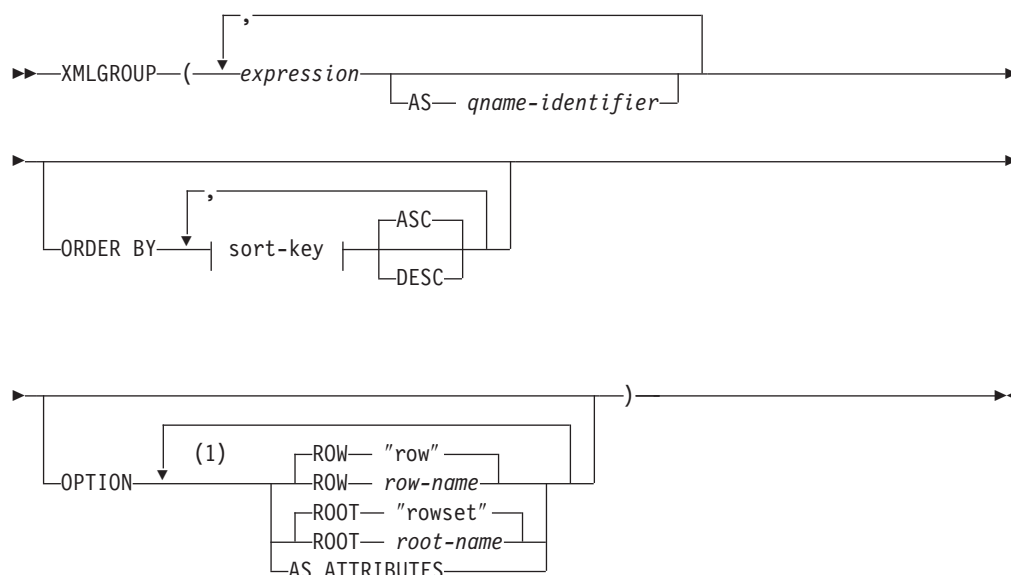 ,
XMLGROUP ( expression
AS qname-identifier
,
ASC
ORDER BY sort-key
DESC
)
(1) ROW "row"
OPTION ROW row-name
ROOT "rowset"
ROOT root-name
AS ATTRIBUTES